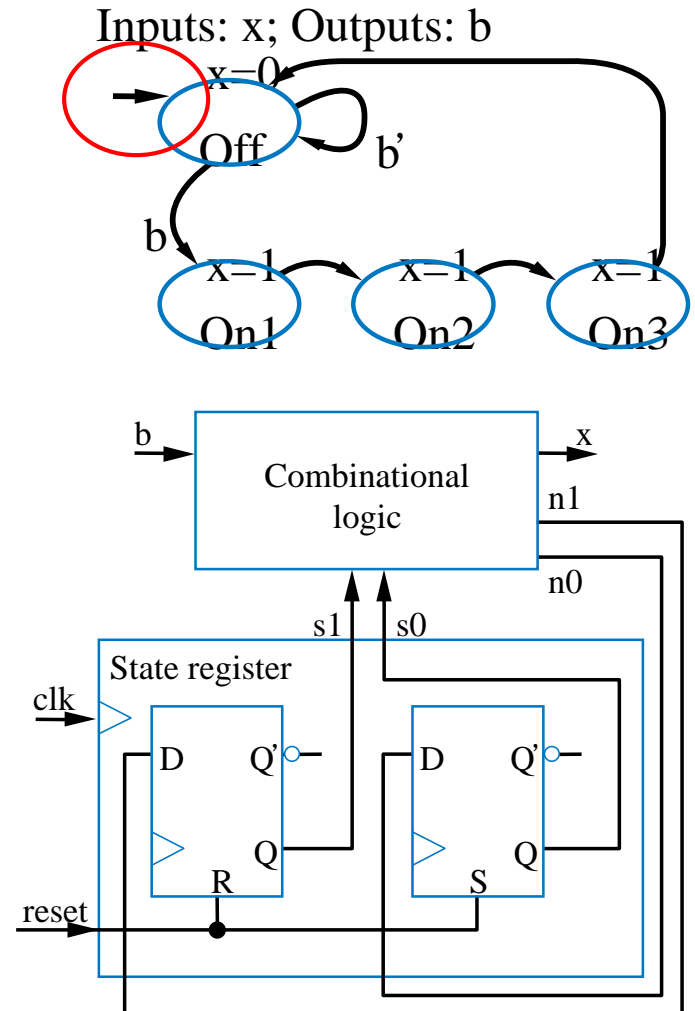 Inputs: x; Outputs: b
x=0
Off
b'
b
x=1 x=1 x=1
On1 On2 On3
b
x
Combinational
logic
n1
n0
s1 s0
State register
clk
D Q' D Q'
Q Q
R S
reset